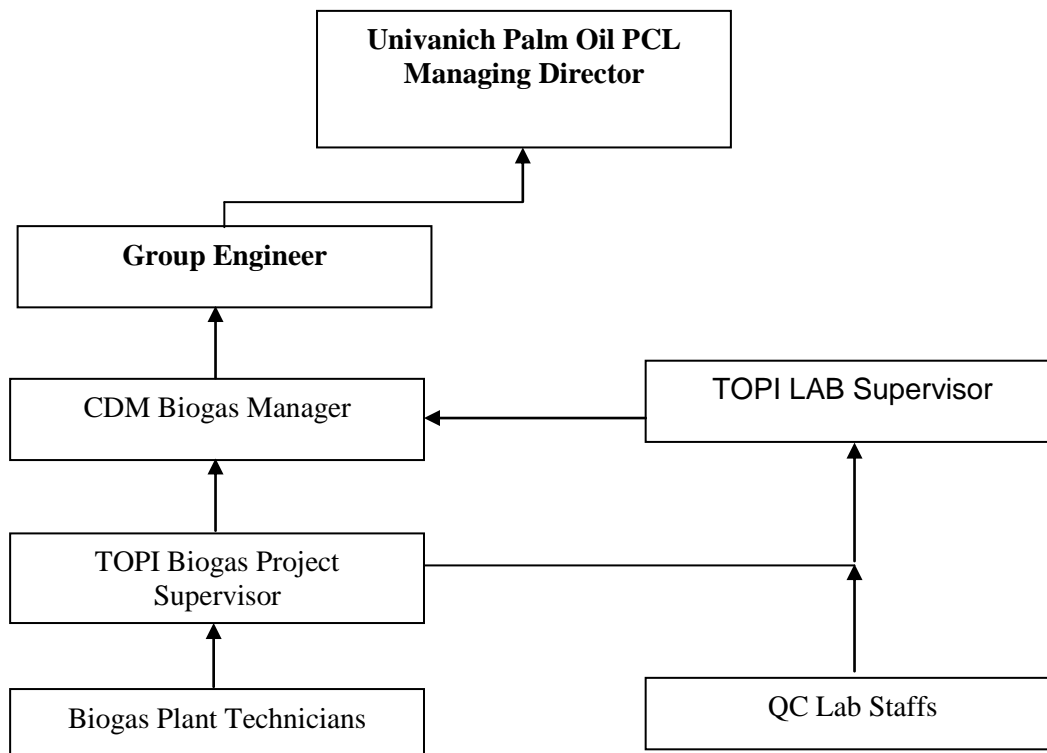 Univanich Palm Oil PCL
Managing Director
Group Engineer
CDM Biogas Manager
TOPI LAB Supervisor
TOPI Biogas Project
Supervisor
Biogas Plant Technicians
QC Lab Staffs